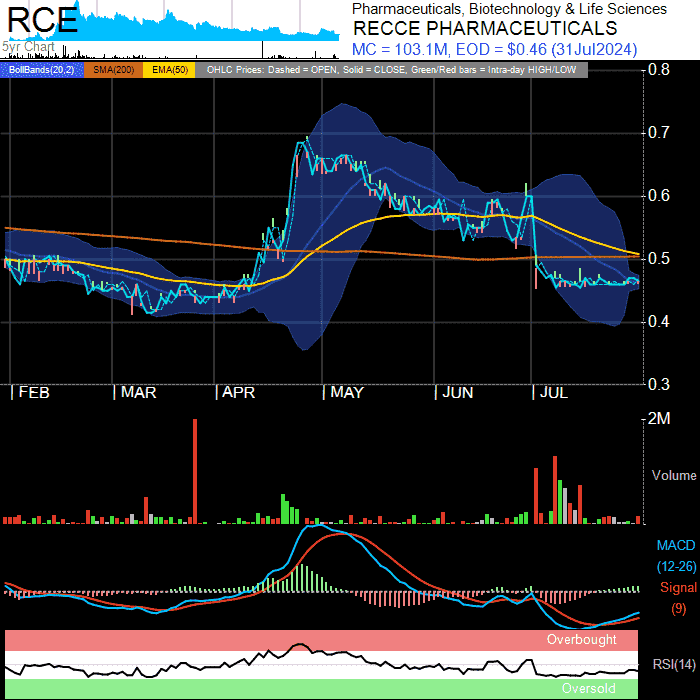 RCE
5yr Chart
Pharmaceuticals, Biotechnology & Life Sciences
RECCE PHARMACEUTICALS
MC = 103.1M, EOD = $0.46 (31Jul2024)
BollBands(20,2) SMA(200) EMA(50) OHLC Prices: Dashed = OPEN, Solid = CLOSE, Green/Red bars = Intra-day HIGH/LOW
0.8
0.7
0.6
0.5
0.4
0.3
FEB MAR APR MAY JUN JUL
2M
Volume
MACD
(12-26)
Signal
(9)
Overbought
RSI(14)
Oversold